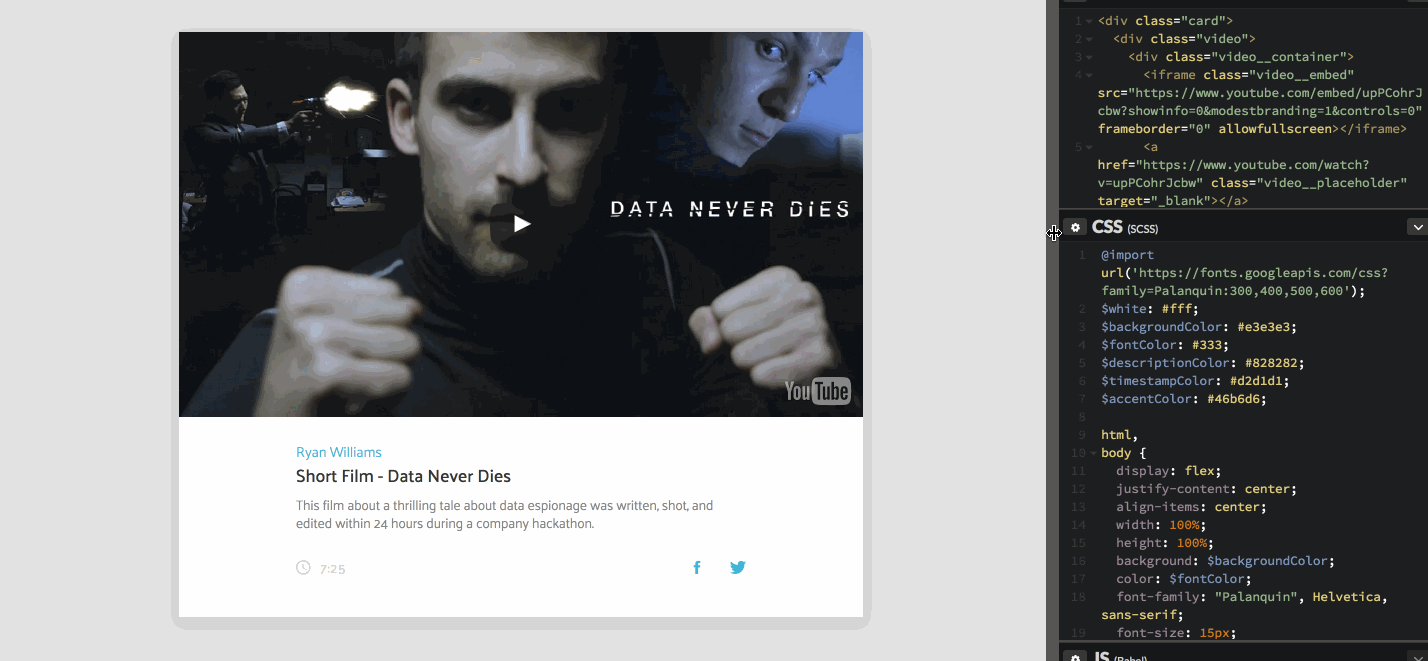 DATA NEVER DIES
YouTube
Ryan Williams
Short Film - Data Never Dies
This film about a thrilling tale about data espionage was written, shot, and
edited within 24 hours during a company hackathon.
7:25
1 <div class="card">
2 <div class="video">
3 <div class="video__container">
4 <iframe class="video__embed"
src="https://www.youtube.com/embed/upPCohrJ
cbw?showinfo=0&modestbranding=1&controls=0"
frameborder="0" allowfullscreen></iframe>
5 <a
href="https://www.youtube.com/watch?
v=upPCohrJcbw" class="video__placeholder"
target="_blank"></a>
CSS (SCSS)
1 @import
url('https://fonts.googleapis.com/css?
family=Palanquin:300,400,500,600');
2 $white: #fff;
3 $backgroundColor: #e3e3e3;
4 $fontColor: #333;
5 $descriptionColor: #828282;
6 $timestampColor: #d2d1d1;
7 $accentColor: #46b6d6;
8
9 html,
10 body {
11 display: flex;
12 justify-content: center;
13 align-items: center;
14 width: 100%;
15 height: 100%;
16 background: $backgroundColor;
17 color: $fontColor;
18 font-family: "Palanquin", Helvetica,
sans-serif;
19 font-size: 15px;
JS (Babel)